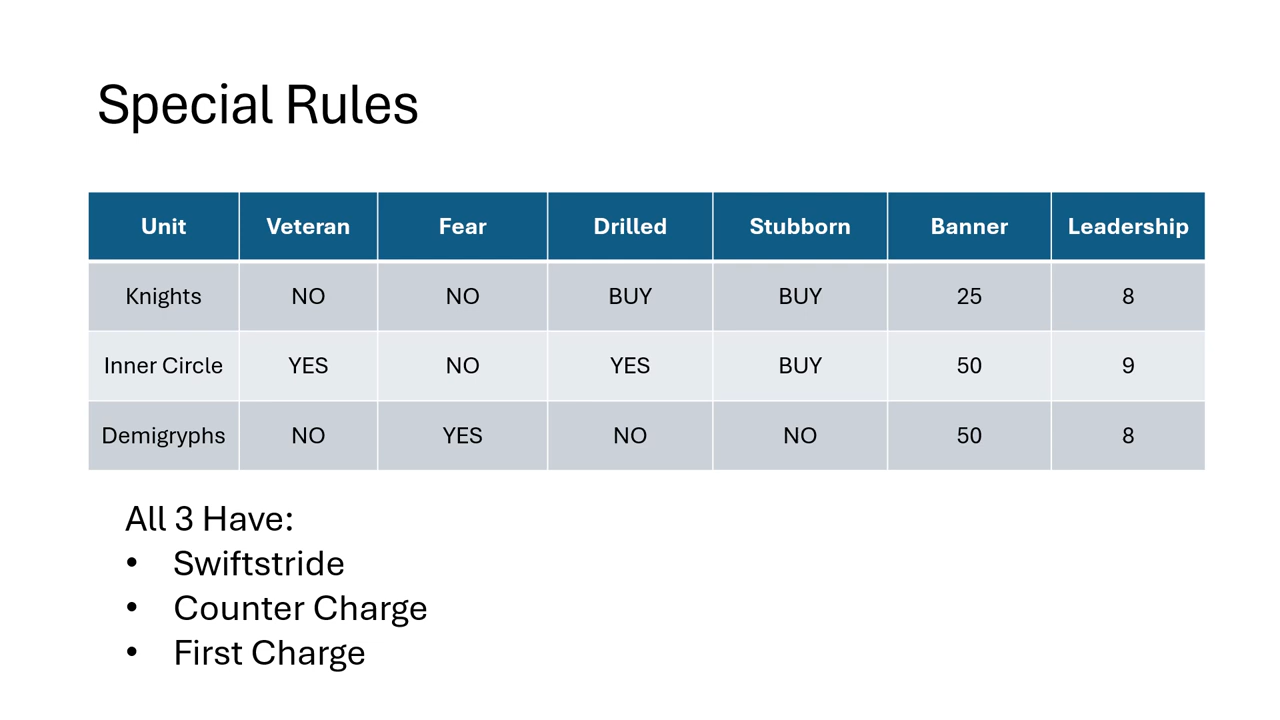 Special Rules
Unit Veteran Fear Drilled Stubborn Banner Leadership
Knights NO NO BUY BUY 25 8
Inner Circle YES NO YES BUY 50 9
Demigryphs NO YES NO NO 50 8
All 3 Have:
• Swiftstride
• Counter Charge
• First Charge